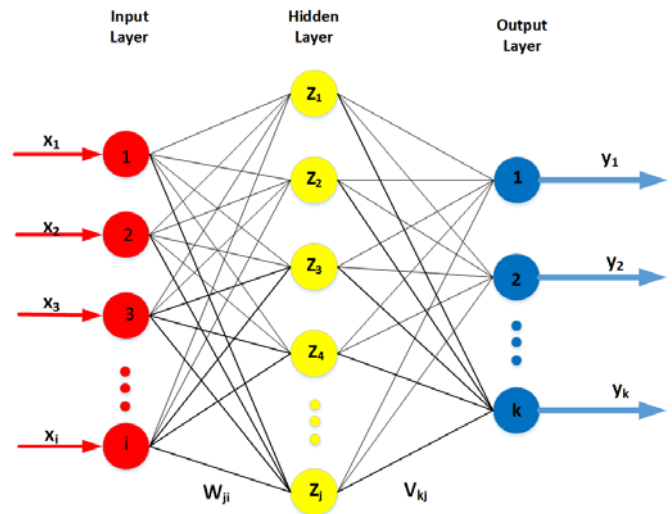 Input
Layer
Hidden
Layer
Output
Layer
x₁
x₂
x₃
xᵢ
1
2
3
i
Z₁
Z₂
Z₃
Z₄
Zⱼ
Wⱼᵢ
Vₖⱼ
1
2
k
y₁
y₂
yₖ